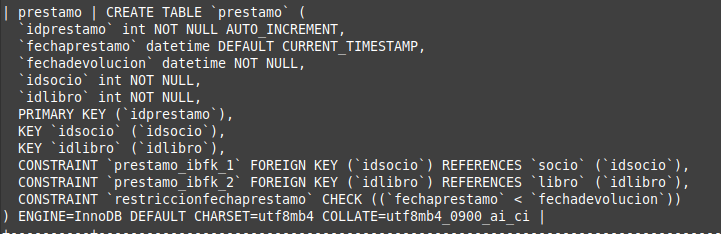 | prestamo | CREATE TABLE `prestamo` (
  `idprestamo` int NOT NULL AUTO_INCREMENT,
  `fechaprestamo` datetime DEFAULT CURRENT_TIMESTAMP,
  `fechadevolucion` datetime NOT NULL,
  `idsocio` int NOT NULL,
  `idlibro` int NOT NULL,
  PRIMARY KEY (`idprestamo`),
  KEY `idsocio` (`idsocio`),
  KEY `idlibro` (`idlibro`),
  CONSTRAINT `prestamo_ibfk_1` FOREIGN KEY (`idsocio`) REFERENCES `socio` (`idsocio`),
  CONSTRAINT `prestamo_ibfk_2` FOREIGN KEY (`idlibro`) REFERENCES `libro` (`idlibro`),
  CONSTRAINT `restriccionfechaprestamo` CHECK ((`fechaprestamo` < `fechadevolucion`))
) ENGINE=InnoDB DEFAULT CHARSET=utf8mb4 COLLATE=utf8mb4_0900_ai_ci |